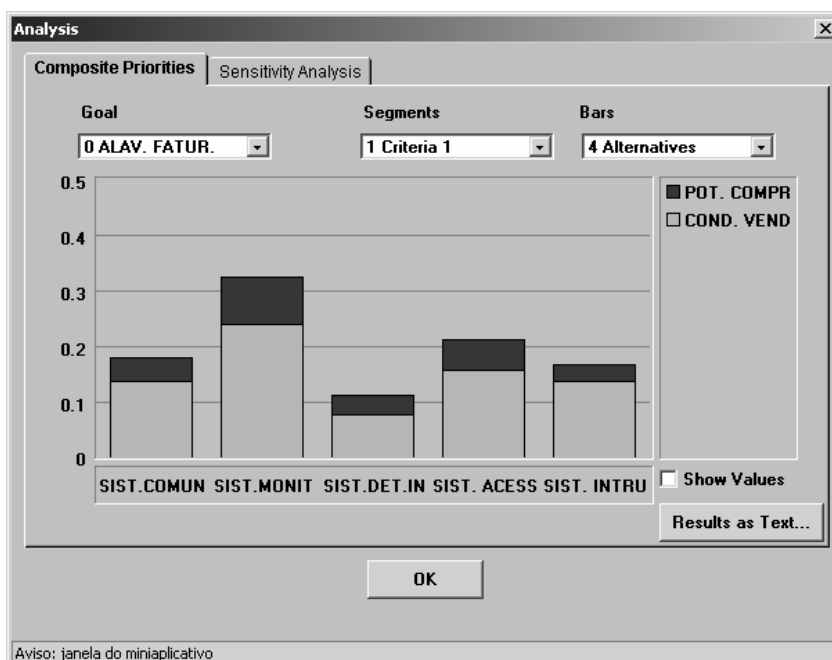 Analysis
Composite Priorities
Sensitivity Analysis
Goal
Segments
Bars
0 ALAV. FATUR.
1 Criteria 1
4 Alternatives
0.5
0.4
0.3
0.2
0.1
0
POT. COMPR
COND. VEND
SIST.COMUN SIST.MONIT SIST.DET.IN SIST. ACESS SIST. INTRU
Show Values
Results as Text...
OK
Aviso: janela do miniaplicativo